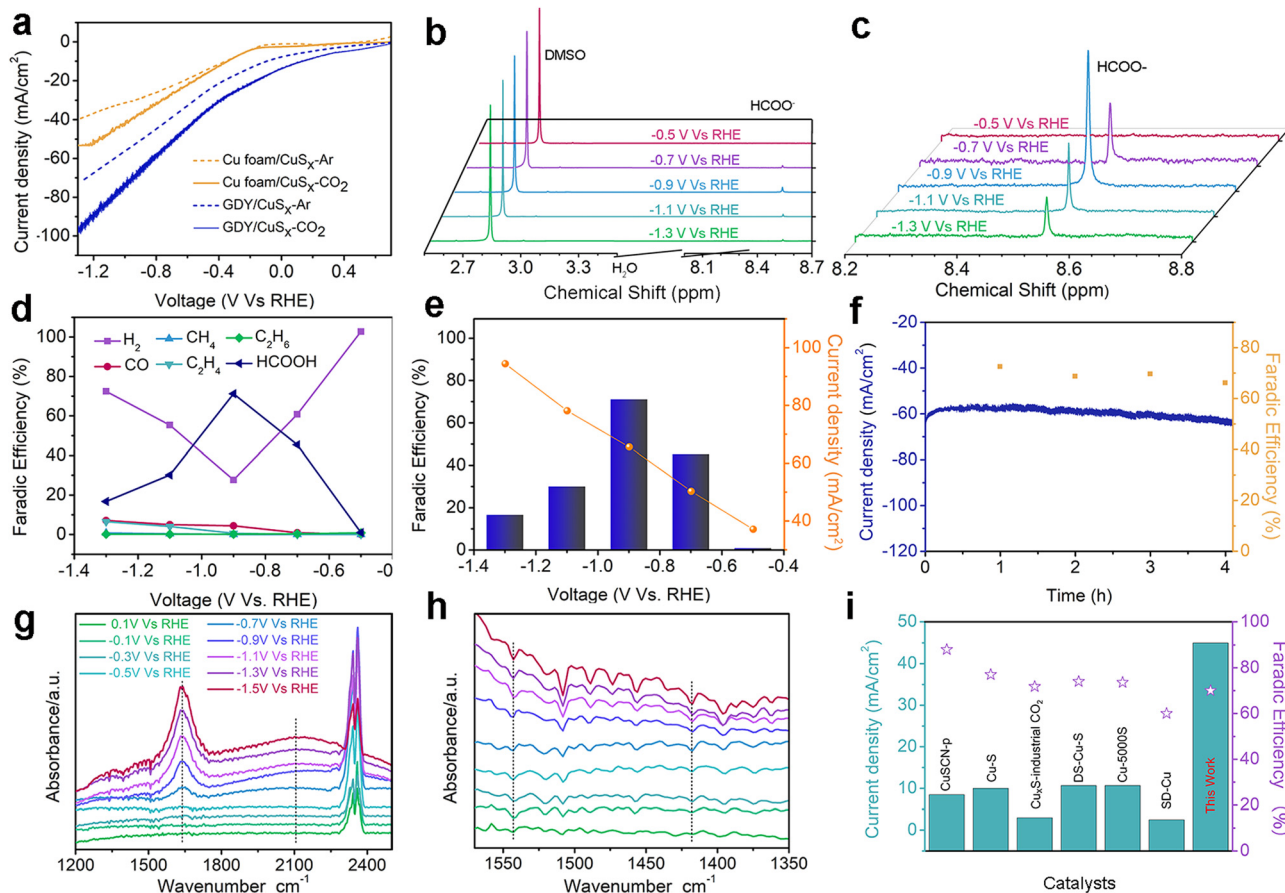 a
Current density (mA/cm²)
0
-20
-40
-60
-80
-100
Cu foam/CuSₓ-Ar
Cu foam/CuSₓ-CO₂
GDY/CuSₓ-Ar
GDY/CuSₓ-CO₂
-1.2 -0.8 -0.4 0.0 0.4
Voltage (V Vs RHE)
b
DMSO
HCOO⁻
-0.5 V Vs RHE
-0.7 V Vs RHE
-0.9 V Vs RHE
-1.1 V Vs RHE
-1.3 V Vs RHE
2.7 3.0 3.3 H₂O 8.1 8.4 8.7
Chemical Shift (ppm)
c
HCOO-
-0.5 V Vs RHE
-0.7 V Vs RHE
-0.9 V Vs RHE
-1.1 V Vs RHE
-1.3 V Vs RHE
8.2 8.4 8.6 8.8
Chemical Shift (ppm)
d
Faradic Efficiency (%)
100
80
60
40
20
0
H₂ CH₄ C₂H₆
CO C₂H₄ HCOOH
-1.4 -1.2 -1.0 -0.8 -0.6 -0
Voltage (V Vs. RHE)
e
Faradic Efficiency (%)
100
80
60
40
20
0
Current density (mA/cm²)
100
80
60
40
-1.4 -1.2 -1.0 -0.8 -0.6 -0.4
Voltage (V Vs. RHE)
f
Current density (mA/cm²)
-20
-40
-60
-80
-100
-120
Faradic Efficiency (%)
80
60
40
20
0
0 1 2 3 4
Time (h)
g
Absorbance/a.u.
0.1V Vs RHE -0.7V Vs RHE
-0.1V Vs RHE -0.9V Vs RHE
-0.3V Vs RHE -1.1V Vs RHE
-0.5V Vs RHE -1.3V Vs RHE
-1.5V Vs RHE
1200 1500 1800 2100 2400
Wavenumber cm⁻¹
h
Absorbance/a.u.
1550 1500 1450 1400 1350
Wavenumber cm⁻¹
i
Current density (mA/cm²)
50
40
30
20
10
0
CuSCN-p
Cu-S
CuₓS-industrial CO₂
DS-Cu-S
Cu-5000S
SD-Cu
This Work
Faradic Efficiency (%)
100
80
60
40
20
0
Catalysts